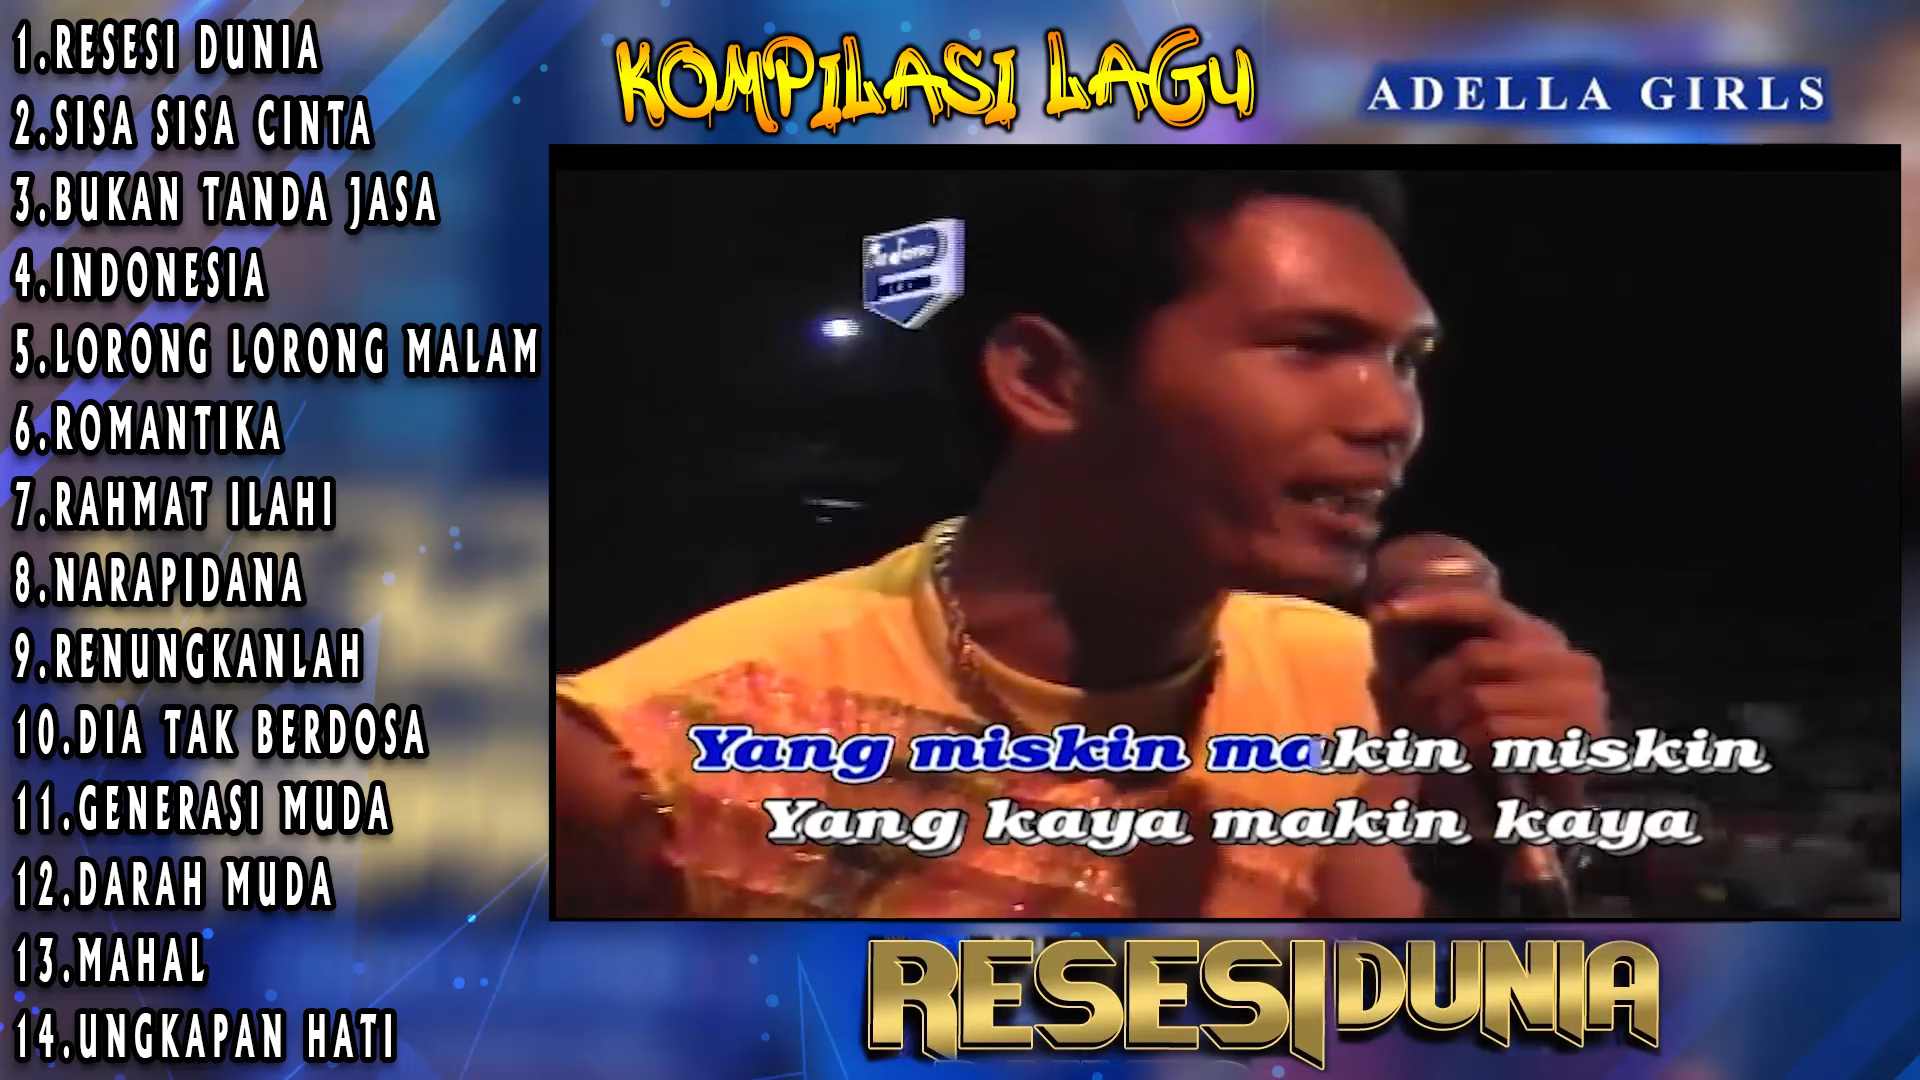 1.RESESI DUNIA
2.SISA SISA CINTA
3.BUKAN TANDA JASA
4.INDONESIA
5.LORONG LORONG MALAM
6.ROMANTIKA
7.RAHMAT ILAHI
8.NARAPIDANA
9.RENUNGKANLAH
10.DIA TAK BERDOSA
11.GENERASI MUDA
12.DARAH MUDA
13.MAHAL
14.UNGKAPAN HATI
KOMPILASI LAGU
ADELLA GIRLS
Yang miskin makin miskin
Yang kaya makin kaya
RESESI DUNIA